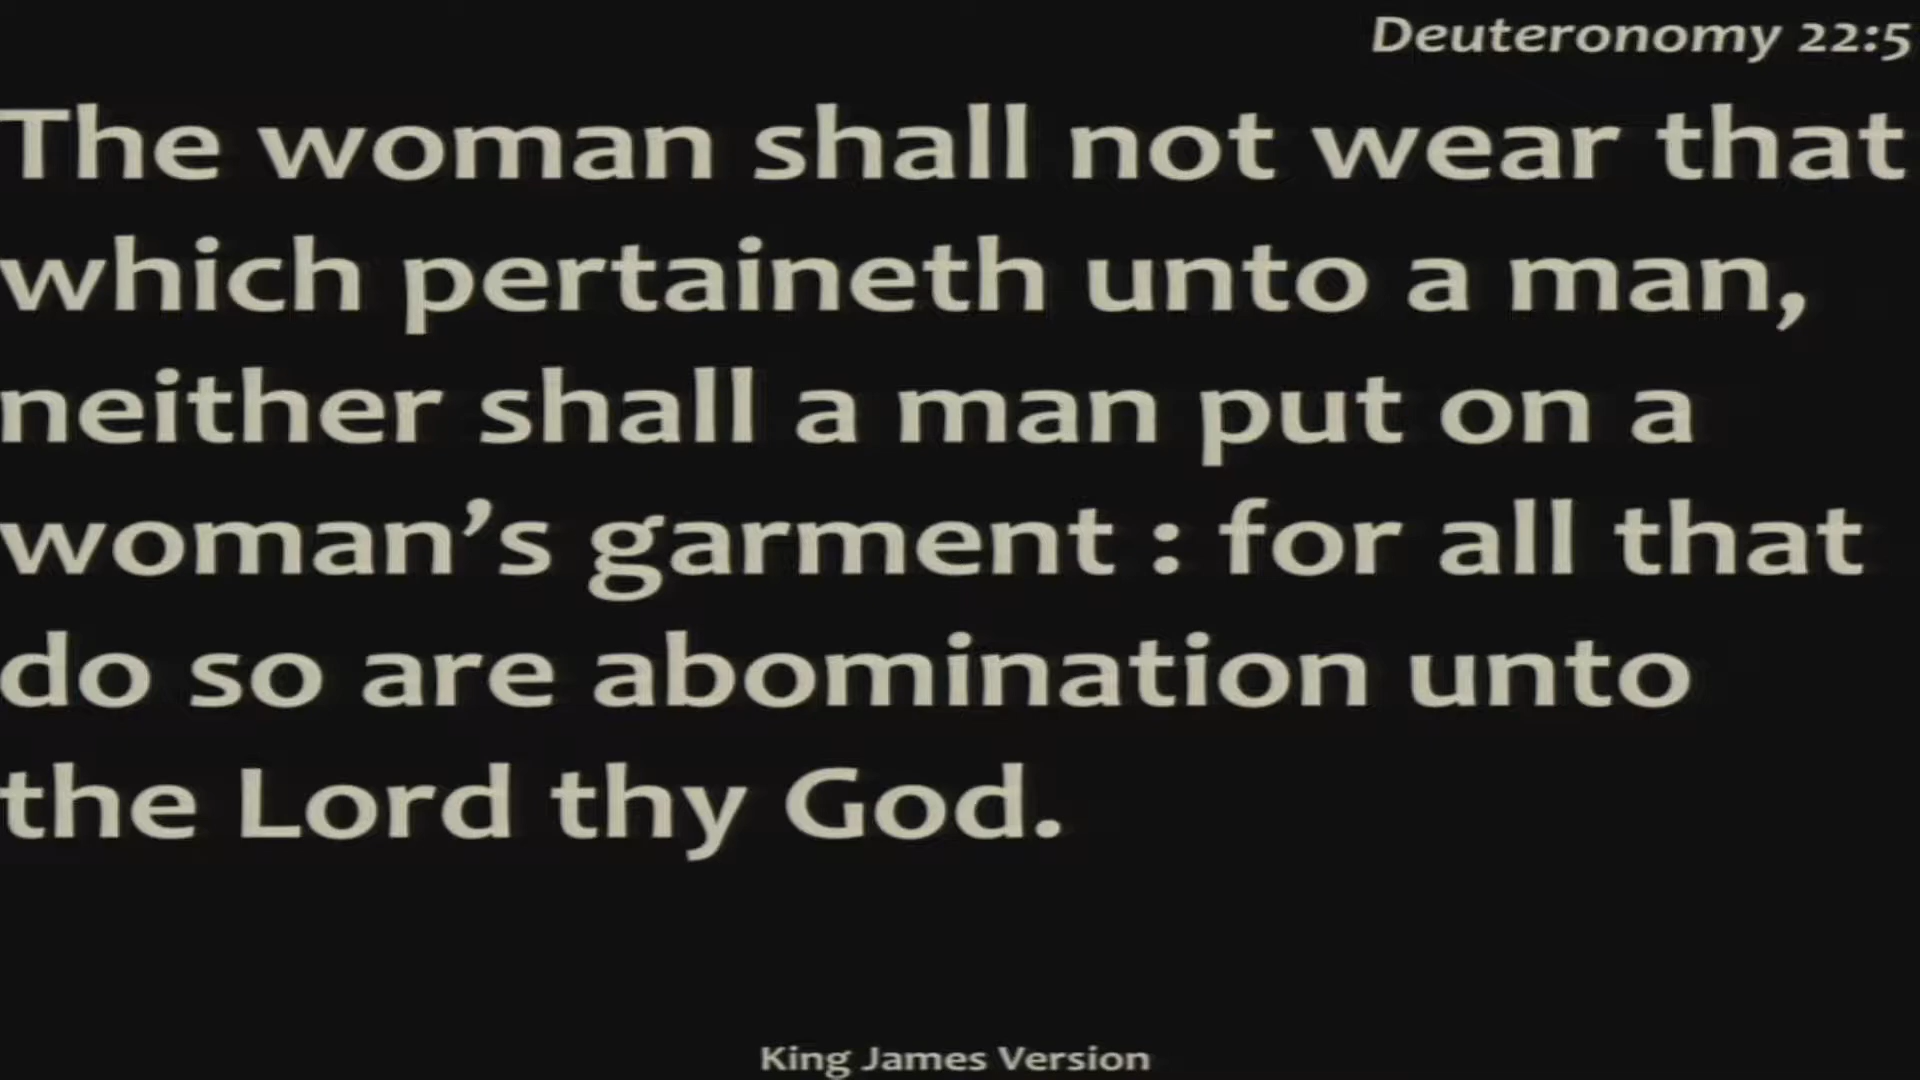 Deuteronomy 22:5
The woman shall not wear that
which pertaineth unto a man,
neither shall a man put on a
woman’s garment : for all that
do so are abomination unto
the Lord thy God.
King James Version